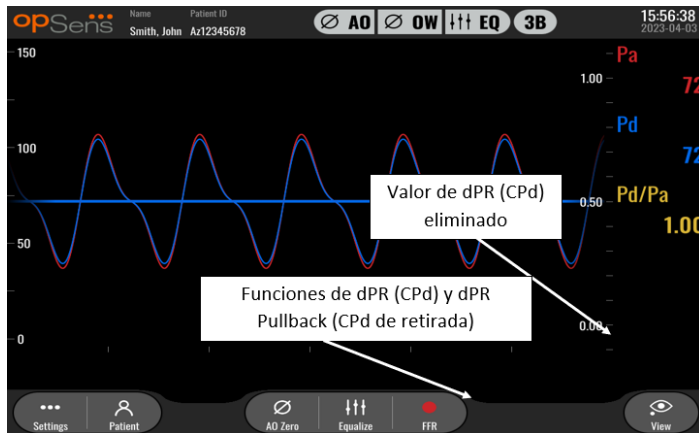 opSens
Name
Patient ID
Smith, John
Az12345678
AO
OW
EQ
3B
15:56:38
2023-04-03
150
100
50
0
1.00
0.50
0.00
Pa
72
Pd
72
Pd/Pa
1.00
Valor de dPR (CPd)
eliminado
Funciones de dPR (CPd) y dPR
Pullback (CPd de retirada)
Settings
Patient
AO Zero
Equalize
FFR
View